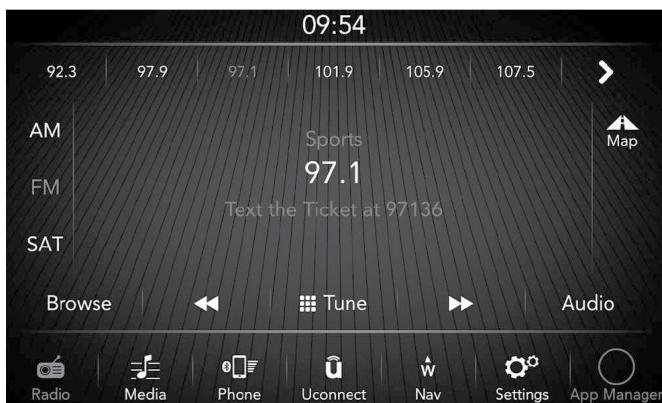 09:54
92.3 97.9 97.1 101.9 105.9 107.5
AM
Map
Sports
97.1
FM
Text the Ticket at 97136
SAT
Browse Tune Audio
û W
Radio Media Phone Uconnect Nav Settings App Manager